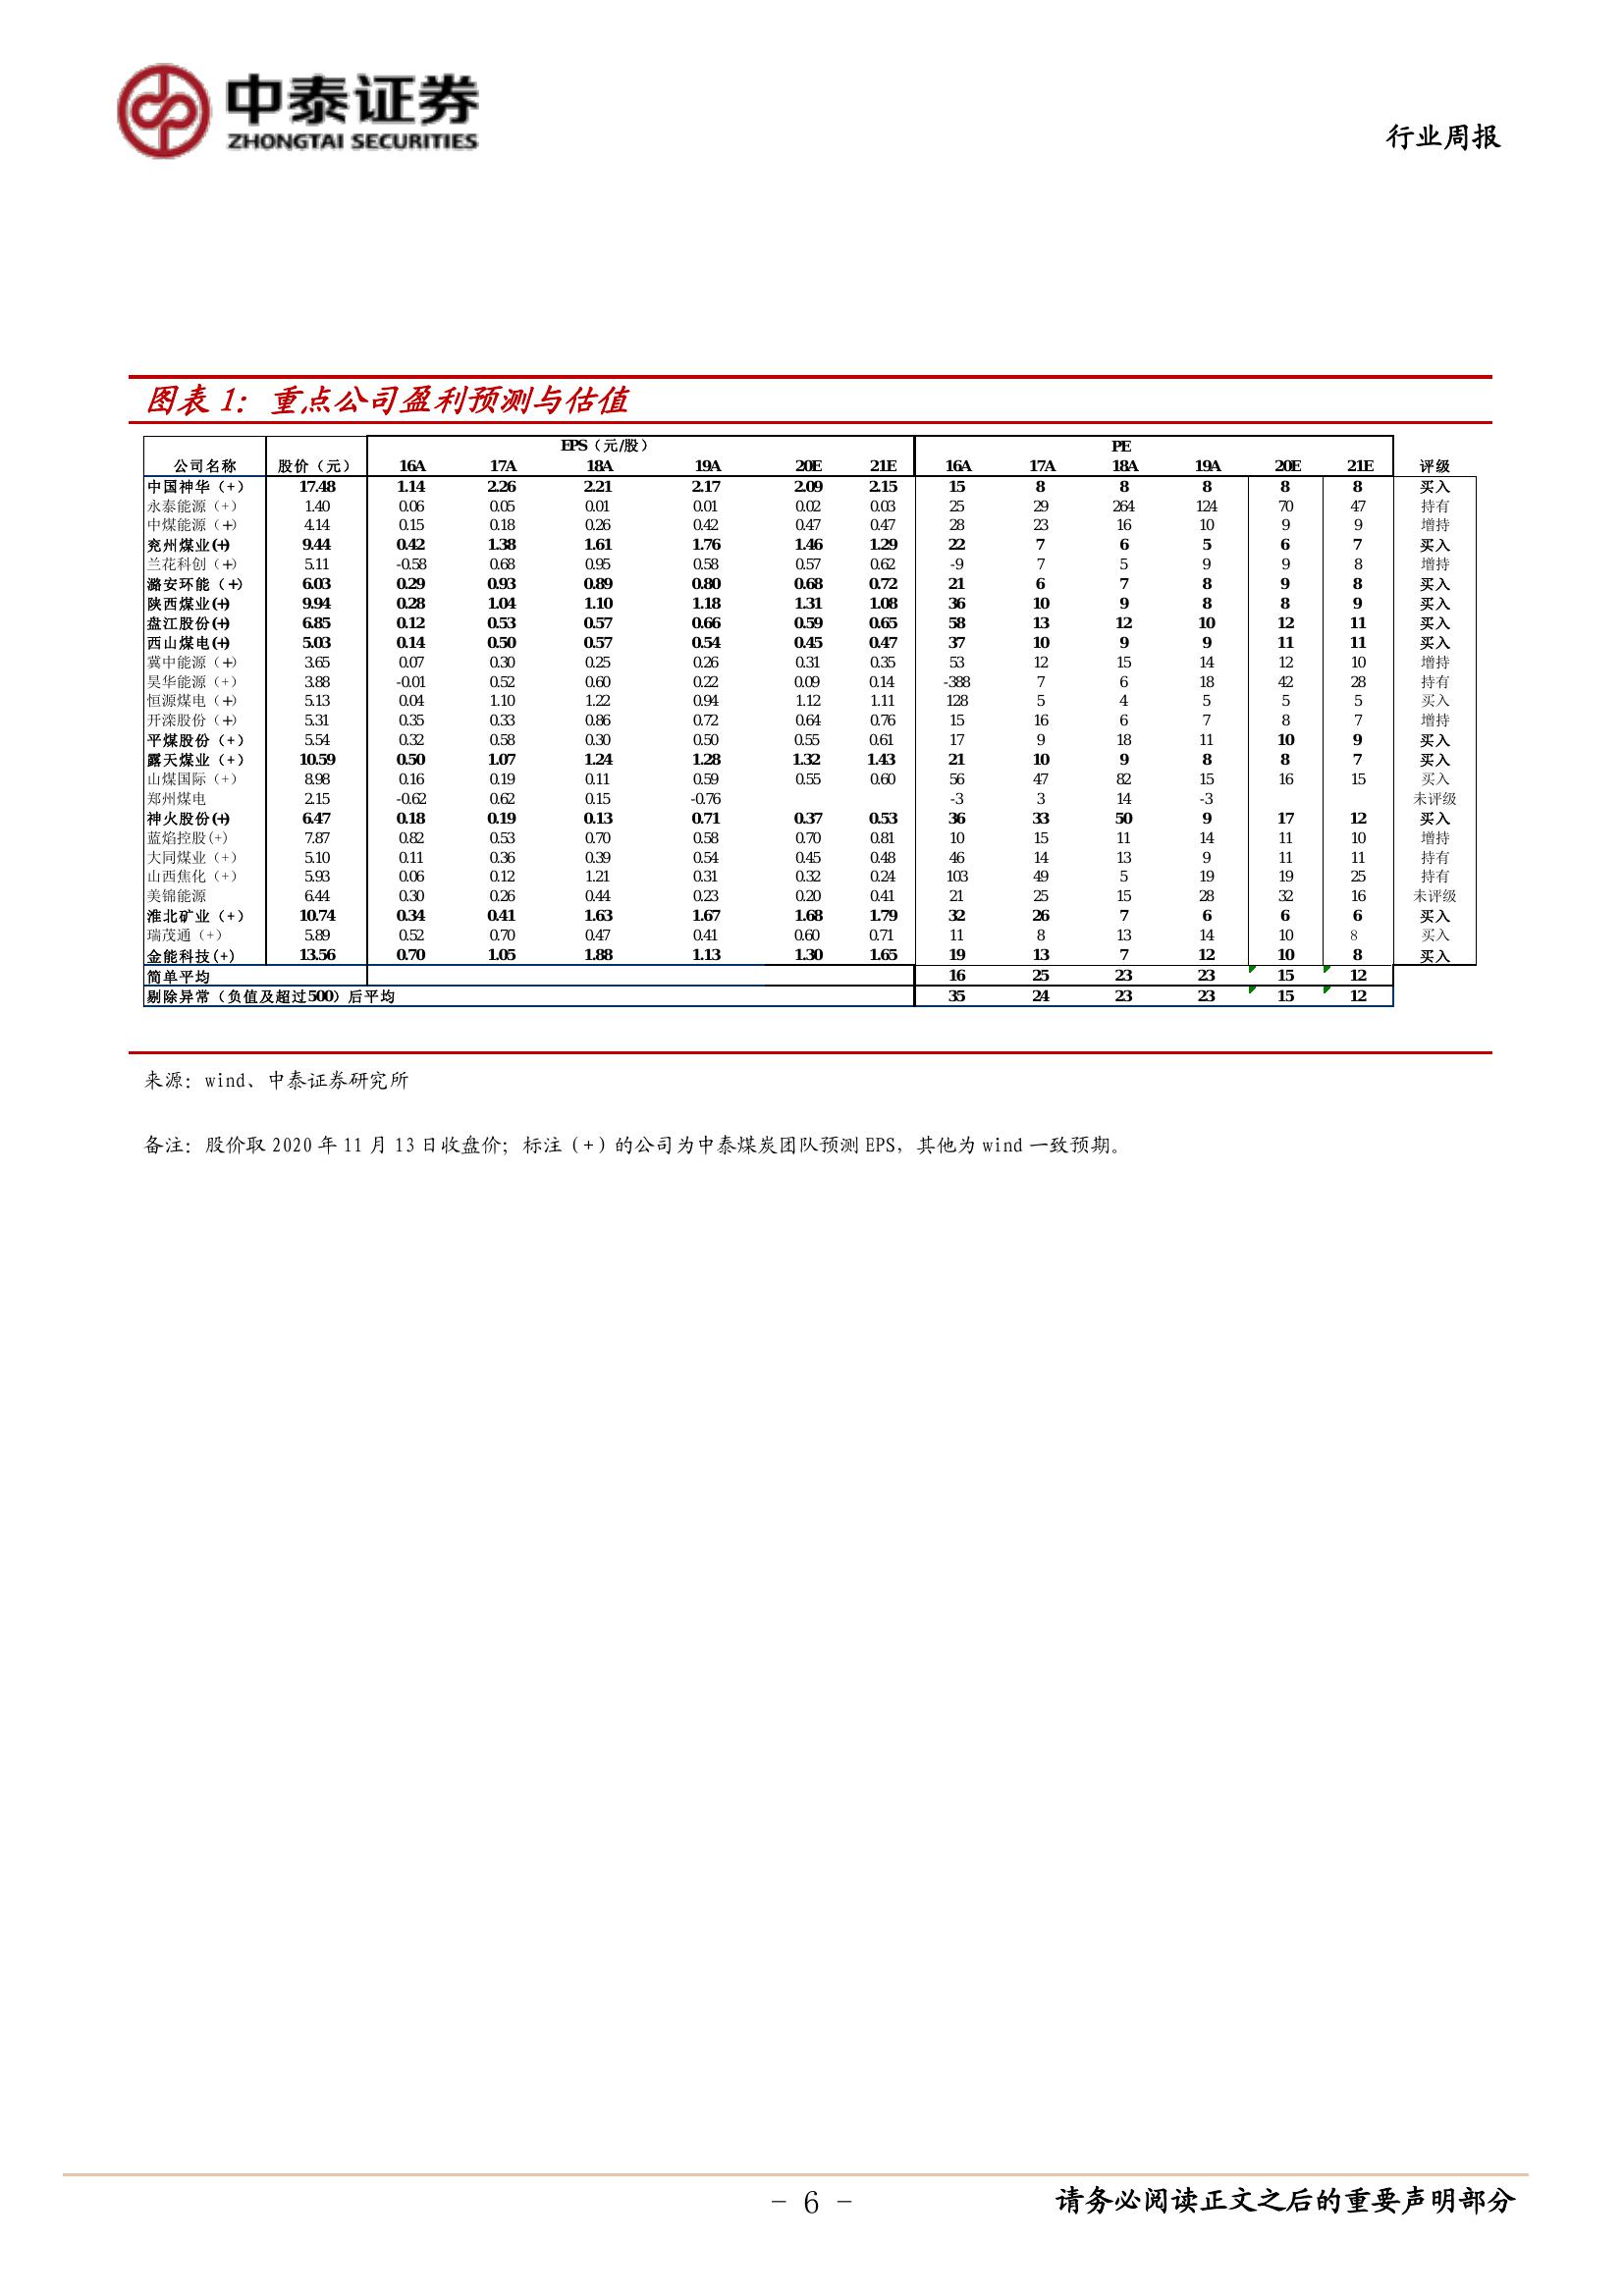 中泰证券
ZHONGTAI SECURITIES
行业周报
图表 1：重点公司盈利预测与估值
EPS（元/股） PE
公司名称 股价（元） 16A 17A 18A 19A 20E 21E 16A 17A 18A 19A 20E 21E 评级
中国神华（+） 17.48 1.14 2.26 2.21 2.17 2.09 2.15 15 8 8 8 8 8 买入
永泰能源（+） 1.40 0.06 0.05 0.01 0.01 0.02 0.03 25 29 264 124 70 47 持有
中煤能源（+） 4.14 0.15 0.18 0.26 0.42 0.47 0.47 28 23 16 10 9 9 增持
兖州煤业(+) 9.44 0.42 1.38 1.61 1.76 1.46 1.29 22 7 6 5 6 7 买入
兰花科创（+） 5.11 -0.58 0.68 0.95 0.58 0.57 0.62 -9 7 5 9 9 8 增持
潞安环能（+） 6.03 0.29 0.93 0.89 0.80 0.68 0.72 21 6 7 8 9 8 买入
陕西煤业(+) 9.94 0.28 1.04 1.10 1.18 1.31 1.08 36 10 9 8 8 9 买入
盘江股份(+) 6.85 0.12 0.53 0.57 0.66 0.59 0.65 58 13 12 10 12 11 买入
西山煤电(+) 5.03 0.14 0.50 0.57 0.54 0.45 0.47 37 10 9 9 11 11 买入
冀中能源（+） 3.65 0.07 0.30 0.25 0.26 0.31 0.35 53 12 15 14 12 10 增持
昊华能源（+） 3.88 -0.01 0.52 0.60 0.22 0.09 0.14 -388 7 6 18 42 28 持有
恒源煤电（+） 5.13 0.04 1.10 1.22 0.94 1.12 1.11 128 5 4 5 5 5 买入
开滦股份（+） 5.31 0.35 0.33 0.86 0.72 0.64 0.76 15 16 6 7 8 7 增持
平煤股份（+） 5.54 0.32 0.58 0.30 0.50 0.55 0.61 17 9 18 11 10 9 买入
露天煤业（+） 10.59 0.50 1.07 1.24 1.28 1.32 1.43 21 10 9 8 8 7 买入
山煤国际（+） 8.98 0.16 0.19 0.11 0.59 0.55 0.60 56 47 82 15 16 15 买入
郑州煤电 2.15 -0.62 0.62 0.15 -0.76 -3 3 14 -3 未评级
神火股份(+) 6.47 0.18 0.19 0.13 0.71 0.37 0.53 36 33 50 9 17 12 买入
蓝焰控股(+) 7.87 0.82 0.53 0.70 0.58 0.70 0.81 10 15 11 14 11 10 增持
大同煤业（+） 5.10 0.11 0.36 0.39 0.54 0.45 0.48 46 14 13 9 11 11 持有
山西焦化（+） 5.93 0.06 0.12 1.21 0.31 0.32 0.24 103 49 5 19 19 25 持有
美锦能源 6.44 0.30 0.26 0.44 0.23 0.20 0.41 21 25 15 28 32 16 未评级
淮北矿业（+） 10.74 0.34 0.41 1.63 1.67 1.68 1.79 32 26 7 6 6 6 买入
瑞茂通（+） 5.89 0.52 0.70 0.47 0.41 0.60 0.71 11 8 13 14 10 8 买入
金能科技(+) 13.56 0.70 1.05 1.88 1.13 1.30 1.65 19 13 7 12 10 8 买入
简单平均 16 25 23 23 15 12
剔除异常（负值及超过500）后平均 35 24 23 23 15 12
来源：wind、中泰证券研究所
备注：股价取 2020 年 11 月 13 日收盘价；标注（+）的公司为中泰煤炭团队预测 EPS，其他为 wind 一致预期。
- 6 -
请务必阅读正文之后的重要声明部分